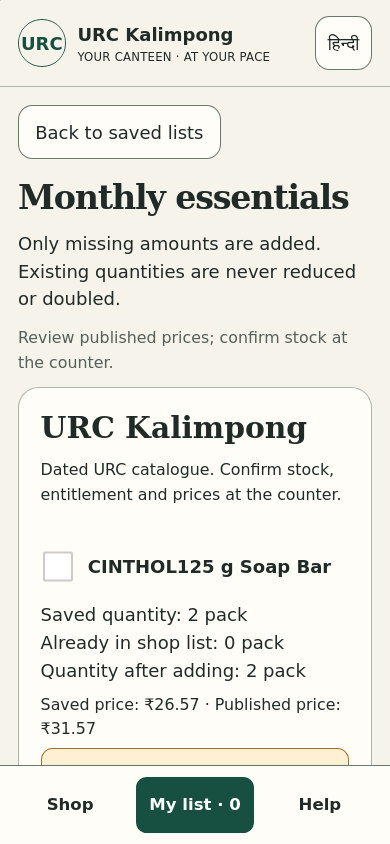 URC
URC Kalimpong
YOUR CANTEEN · AT YOUR PACE
हिन्दी
Back to saved lists
Monthly essentials
Only missing amounts are added.
Existing quantities are never reduced
or doubled.
Review published prices; confirm stock at
the counter.
URC Kalimpong
Dated URC catalogue. Confirm stock,
entitlement and prices at the counter.
CINTHOL125 g Soap Bar
Saved quantity: 2 pack
Already in shop list: 0 pack
Quantity after adding: 2 pack
Saved price: ₹26.57 · Published price:
₹31.57
Shop
My list · 0
Help